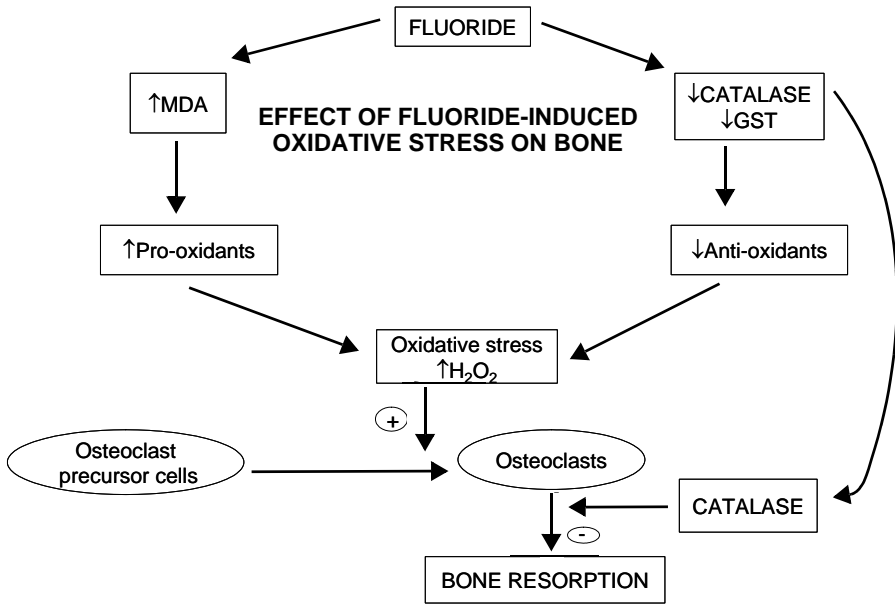 FLUORIDE
↑MDA
EFFECT OF FLUORIDE-INDUCED
OXIDATIVE STRESS ON BONE
↓CATALASE
↓GST
↑Pro-oxidants
↓Anti-oxidants
Oxidative stress
↑H₂O₂
+
Osteoclast
precursor cells
Osteoclasts
CATALASE
-
BONE RESORPTION